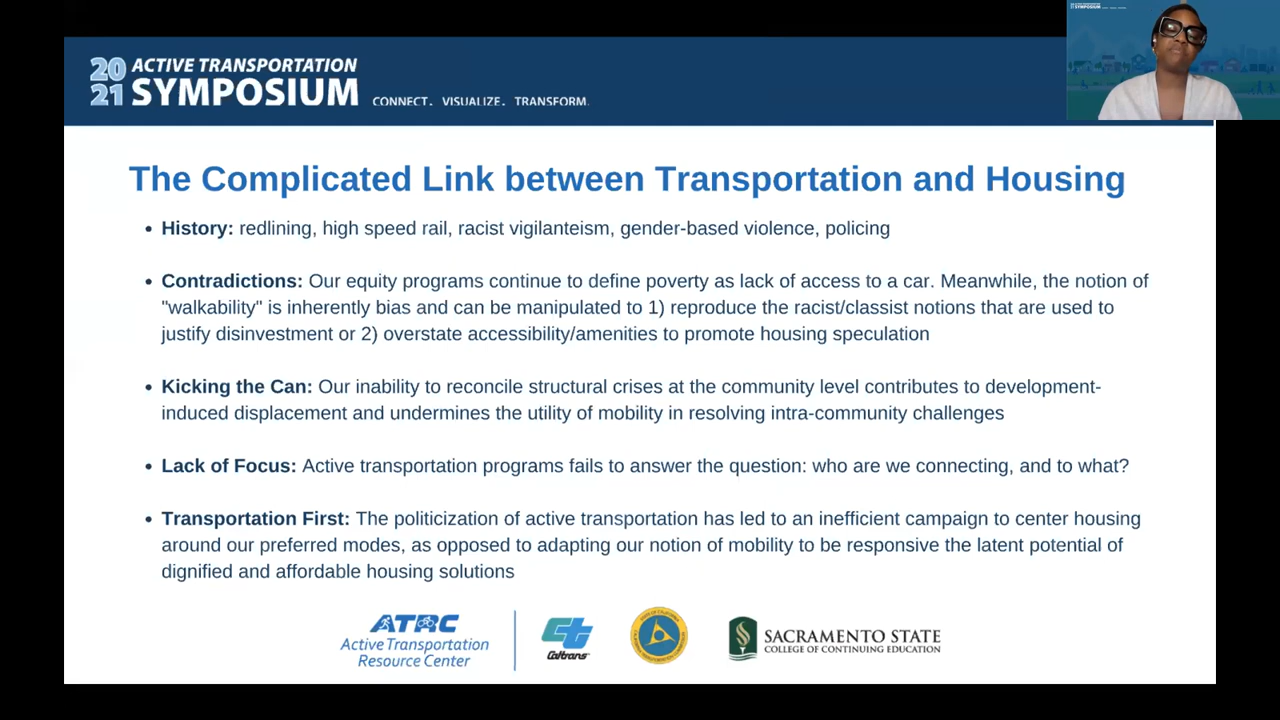 20
21
ACTIVE TRANSPORTATION
SYMPOSIUM
CONNECT. VISUALIZE. TRANSFORM.
The Complicated Link between Transportation and Housing
• History: redlining, high speed rail, racist vigilanteism, gender-based violence, policing
• Contradictions: Our equity programs continue to define poverty as lack of access to a car. Meanwhile, the notion of
"walkability" is inherently bias and can be manipulated to 1) reproduce the racist/classist notions that are used to
justify disinvestment or 2) overstate accessibility/amenities to promote housing speculation
• Kicking the Can: Our inability to reconcile structural crises at the community level contributes to development-
induced displacement and undermines the utility of mobility in resolving intra-community challenges
• Lack of Focus: Active transportation programs fails to answer the question: who are we connecting, and to what?
• Transportation First: The politicization of active transportation has led to an inefficient campaign to center housing
around our preferred modes, as opposed to adapting our notion of mobility to be responsive the latent potential of
dignified and affordable housing solutions
ATRC
Active Transportation
Resource Center
ct
Caltrans
SACRAMENTO STATE
COLLEGE OF CONTINUING EDUCATION